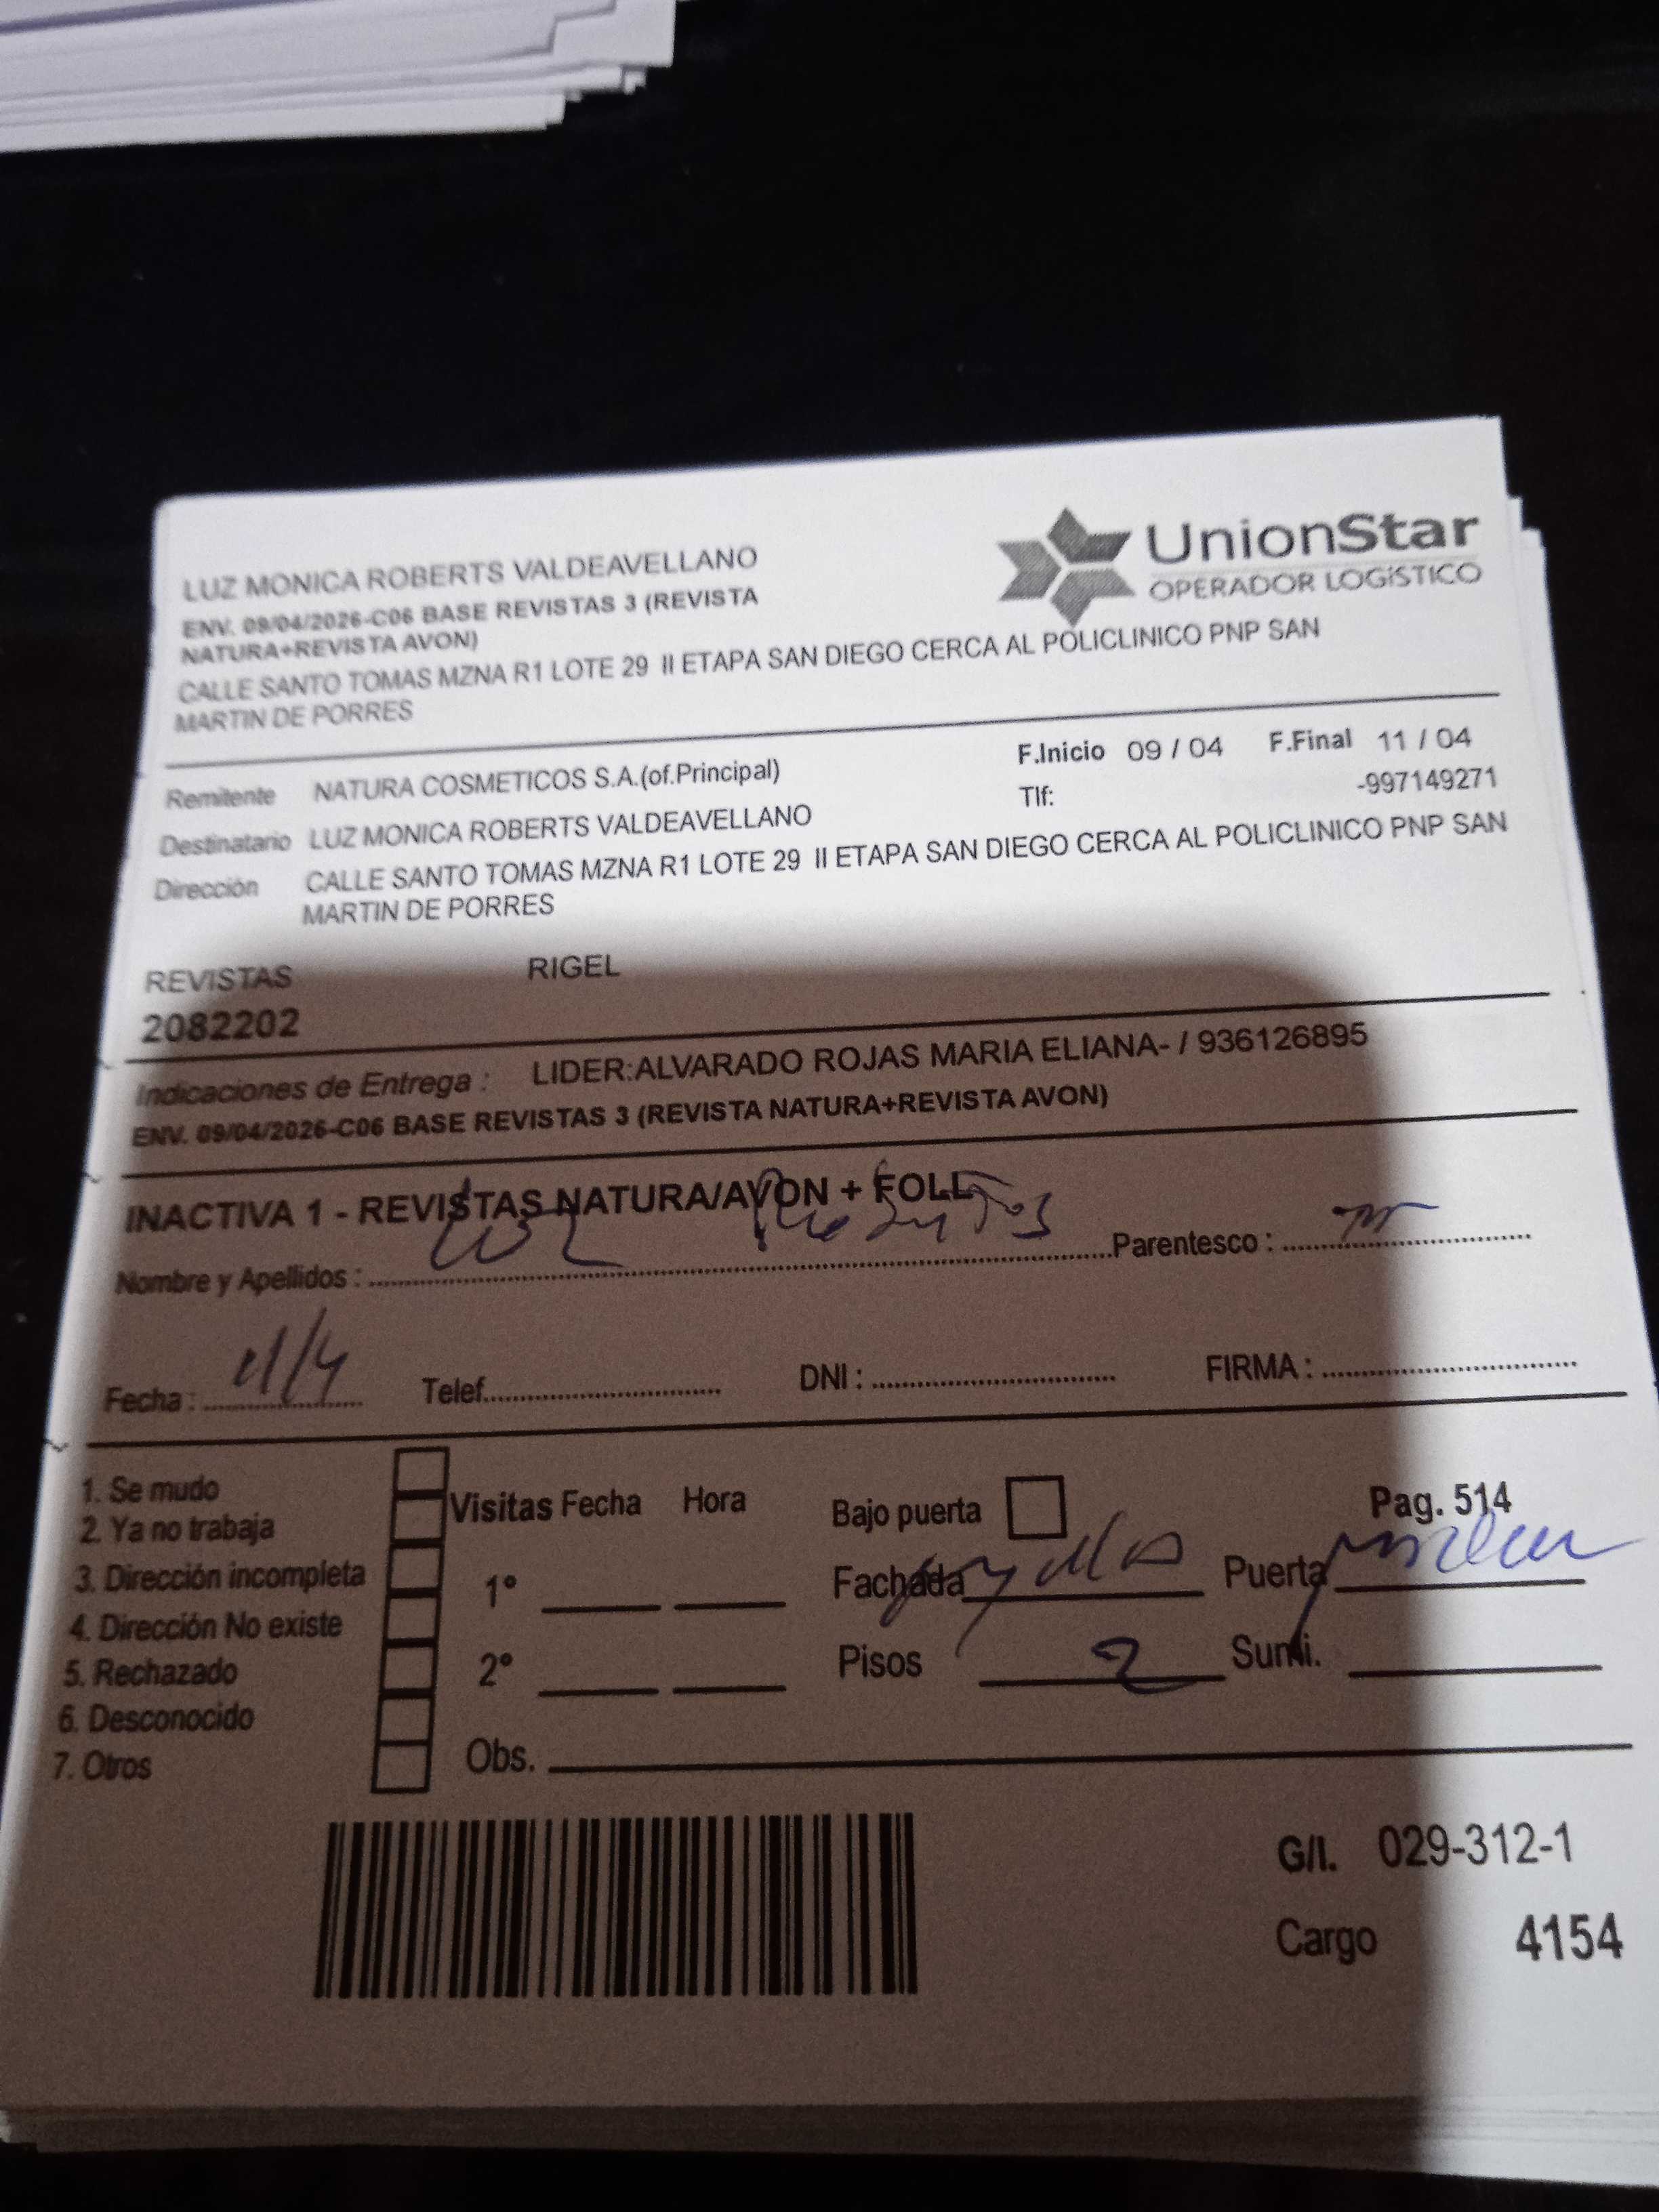 LUZ MONICA ROBERTS VALDEAVELLANO
ENV. 09/04/2026-C06 BASE REVISTAS 3 (REVISTA
NATURA+REVISTA AVON)
CALLE SANTO TOMAS MZNA R1 LOTE 29 II ETAPA SAN DIEGO CERCA AL POLICLINICO PNP SAN
MARTIN DE PORRES
UnionStar
OPERADOR LOGÍSTICO
Remitente NATURA COSMETICOS S.A.(of.Principal)
F.Inicio 09 / 04 F.Final 11 / 04
Destinatario LUZ MONICA ROBERTS VALDEAVELLANO
Tlf: -997149271
Dirección CALLE SANTO TOMAS MZNA R1 LOTE 29 II ETAPA SAN DIEGO CERCA AL POLICLINICO PNP SAN
MARTIN DE PORRES
REVISTAS RIGEL
2082202
Indicaciones de Entrega : LIDER:ALVARADO ROJAS MARIA ELIANA- / 936126895
ENV. 09/04/2026-C06 BASE REVISTAS 3 (REVISTA NATURA+REVISTA AVON)
INACTIVA 1 - REVISTAS NATURA/AVON + FOLL
Nombre y Apellidos : Luz Parentesco :
Fecha : 11/4 Telef. DNI : FIRMA :
1. Se mudo
2. Ya no trabaja
3. Dirección incompleta
4. Dirección No existe
5. Rechazado
6. Desconocido
7. Otros
Visitas Fecha Hora
1°
2°
Obs.
Bajo puerta Pag. 514
Fachada Puerta
Pisos 2 Sumi.
G/I. 029-312-1
Cargo 4154